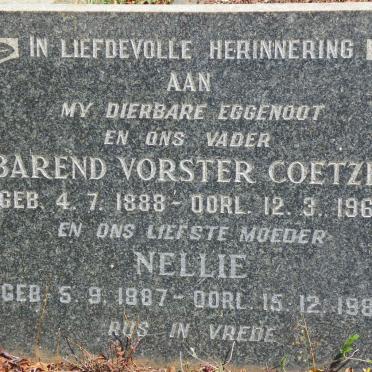 IN LIEFDEVOLLE HERINNERING
AAN
MY DIERBARE EGGENOOT
EN ONS VADER
BAREND VORSTER COETZE
GEB. 4. 7. 1888 - OORL. 12. 3. 196
EN ONS LIEFSTE MOEDER
NELLIE
GEB. 5. 9. 1887 - OORL. 15. 12. 198
RUS IN VREDE